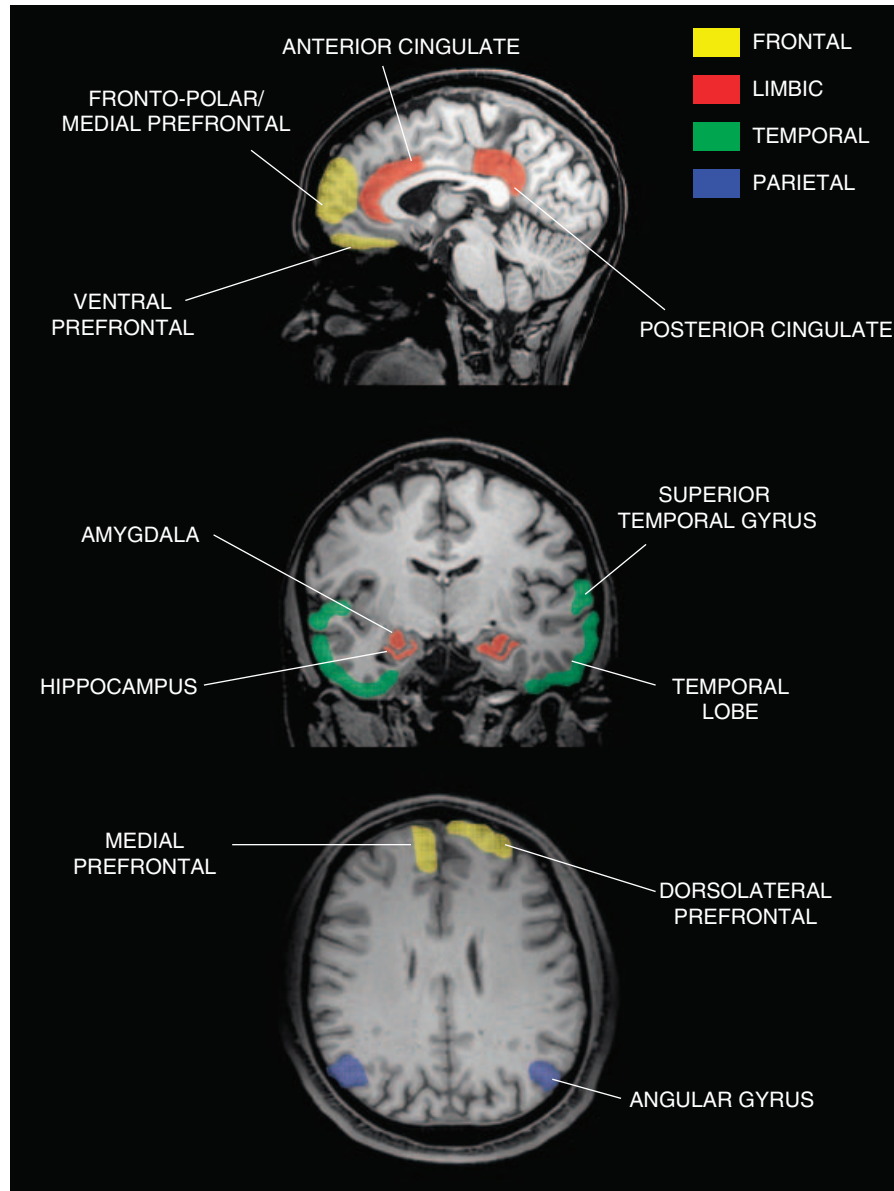 ANTERIOR CINGULATE
FRONTO-POLAR/
MEDIAL PREFRONTAL
VENTRAL
PREFRONTAL
POSTERIOR CINGULATE
FRONTAL
LIMBIC
TEMPORAL
PARIETAL
AMYGDALA
HIPPOCAMPUS
SUPERIOR
TEMPORAL GYRUS
TEMPORAL
LOBE
MEDIAL
PREFRONTAL
DORSOLATERAL
PREFRONTAL
ANGULAR GYRUS